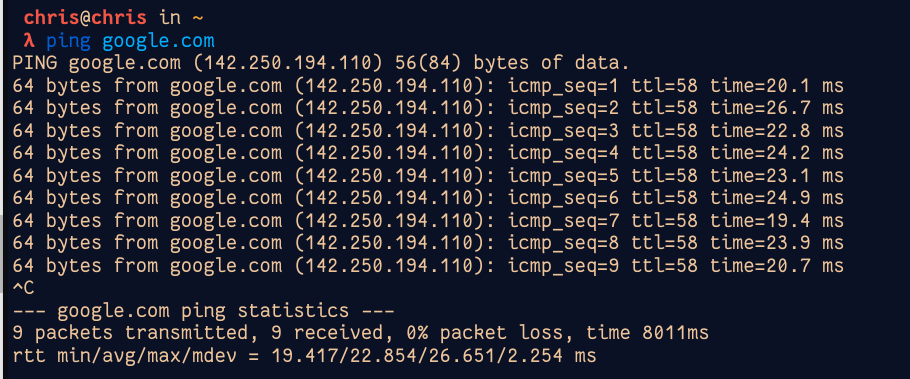 chris@chris in ~
λ ping google.com
PING google.com (142.250.194.110) 56(84) bytes of data.
64 bytes from google.com (142.250.194.110): icmp_seq=1 ttl=58 time=20.1 ms
64 bytes from google.com (142.250.194.110): icmp_seq=2 ttl=58 time=26.7 ms
64 bytes from google.com (142.250.194.110): icmp_seq=3 ttl=58 time=22.8 ms
64 bytes from google.com (142.250.194.110): icmp_seq=4 ttl=58 time=24.2 ms
64 bytes from google.com (142.250.194.110): icmp_seq=5 ttl=58 time=23.1 ms
64 bytes from google.com (142.250.194.110): icmp_seq=6 ttl=58 time=24.9 ms
64 bytes from google.com (142.250.194.110): icmp_seq=7 ttl=58 time=19.4 ms
64 bytes from google.com (142.250.194.110): icmp_seq=8 ttl=58 time=23.9 ms
64 bytes from google.com (142.250.194.110): icmp_seq=9 ttl=58 time=20.7 ms
^C
--- google.com ping statistics ---
9 packets transmitted, 9 received, 0% packet loss, time 8011ms
rtt min/avg/max/mdev = 19.417/22.854/26.651/2.254 ms